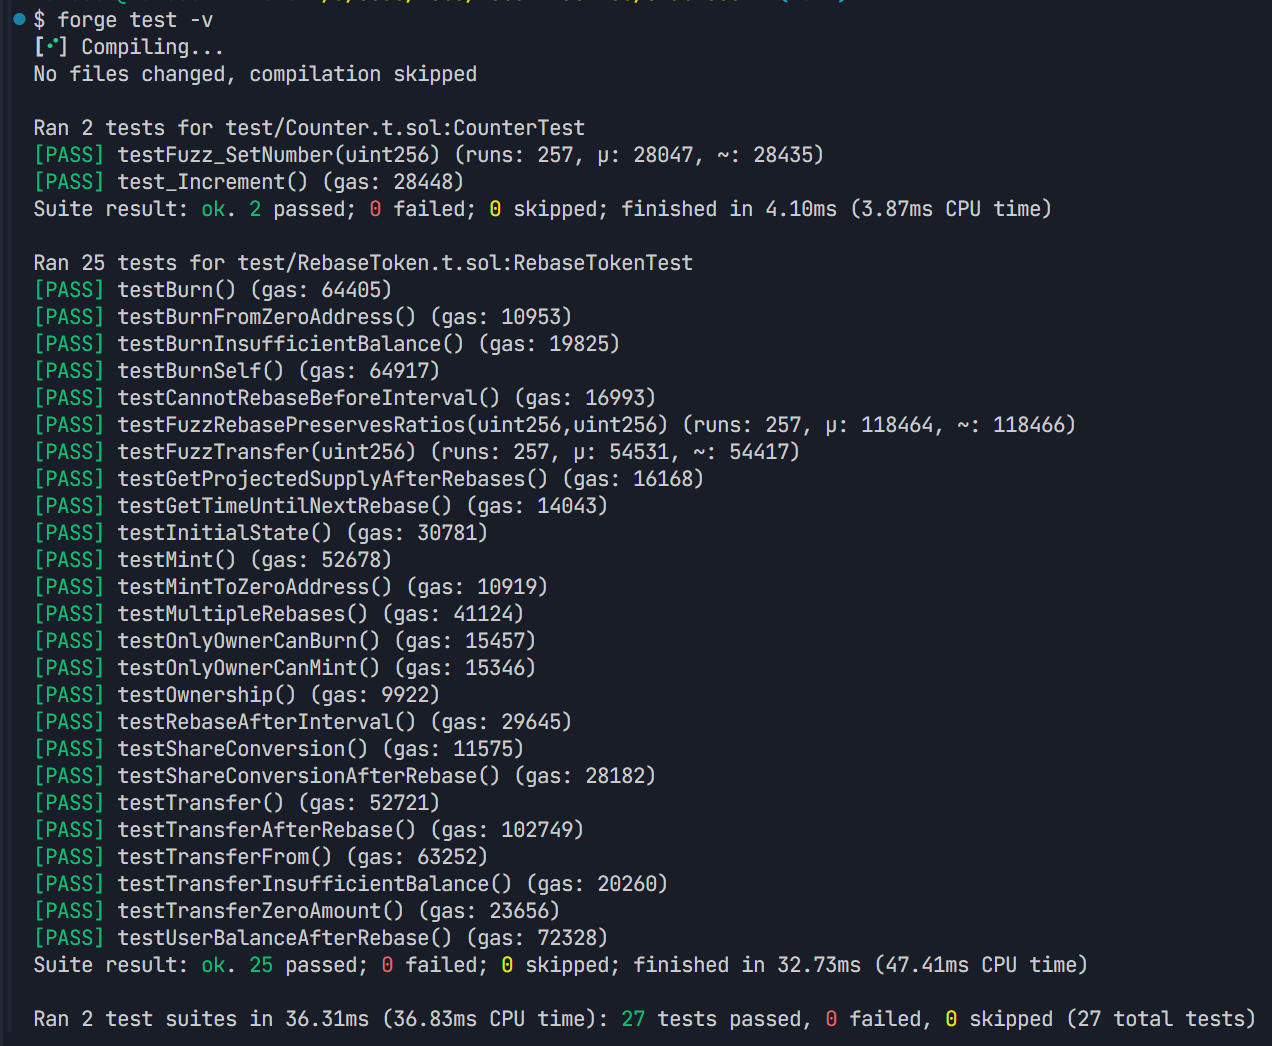 $ forge test -v
[⠊] Compiling...
No files changed, compilation skipped
Ran 2 tests for test/Counter.t.sol:CounterTest
[PASS] testFuzz_SetNumber(uint256) (runs: 257, μ: 28047, ~: 28435)
[PASS] test_Increment() (gas: 28448)
Suite result: ok. 2 passed; 0 failed; 0 skipped; finished in 4.10ms (3.87ms CPU time)
Ran 25 tests for test/RebaseToken.t.sol:RebaseTokenTest
[PASS] testBurn() (gas: 64405)
[PASS] testBurnFromZeroAddress() (gas: 10953)
[PASS] testBurnInsufficientBalance() (gas: 19825)
[PASS] testBurnSelf() (gas: 64917)
[PASS] testCannotRebaseBeforeInterval() (gas: 16993)
[PASS] testFuzzRebasePreservesRatios(uint256,uint256) (runs: 257, μ: 118464, ~: 118466)
[PASS] testFuzzTransfer(uint256) (runs: 257, μ: 54531, ~: 54417)
[PASS] testGetProjectedSupplyAfterRebases() (gas: 16168)
[PASS] testGetTimeUntilNextRebase() (gas: 14043)
[PASS] testInitialState() (gas: 30781)
[PASS] testMint() (gas: 52678)
[PASS] testMintToZeroAddress() (gas: 10919)
[PASS] testMultipleRebases() (gas: 41124)
[PASS] testOnlyOwnerCanBurn() (gas: 15457)
[PASS] testOnlyOwnerCanMint() (gas: 15346)
[PASS] testOwnership() (gas: 9922)
[PASS] testRebaseAfterInterval() (gas: 29645)
[PASS] testShareConversion() (gas: 11575)
[PASS] testShareConversionAfterRebase() (gas: 28182)
[PASS] testTransfer() (gas: 52721)
[PASS] testTransferAfterRebase() (gas: 102749)
[PASS] testTransferFrom() (gas: 63252)
[PASS] testTransferInsufficientBalance() (gas: 20260)
[PASS] testTransferZeroAmount() (gas: 23656)
[PASS] testUserBalanceAfterRebase() (gas: 72328)
Suite result: ok. 25 passed; 0 failed; 0 skipped; finished in 32.73ms (47.41ms CPU time)
Ran 2 test suites in 36.31ms (36.83ms CPU time): 27 tests passed, 0 failed, 0 skipped (27 total tests)